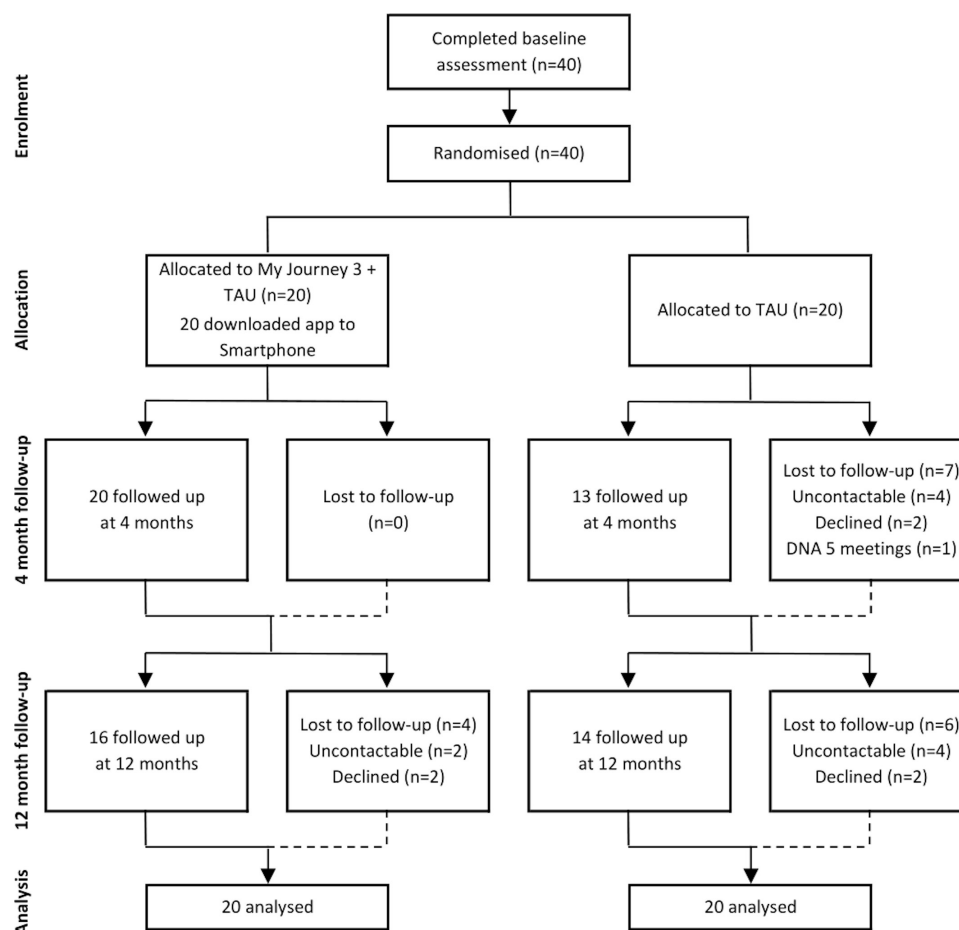 Enrolment
Completed baseline
assessment (n=40)
Randomised (n=40)
Allocation
Allocated to My Journey 3 +
TAU (n=20)
20 downloaded app to
Smartphone
Allocated to TAU (n=20)
4 month follow-up
20 followed up
at 4 months
Lost to follow-up
(n=0)
13 followed up
at 4 months
Lost to follow-up (n=7)
Uncontactable (n=4)
Declined (n=2)
DNA 5 meetings (n=1)
12 month follow-up
16 followed up
at 12 months
Lost to follow-up (n=4)
Uncontactable (n=2)
Declined (n=2)
14 followed up
at 12 months
Lost to follow-up (n=6)
Uncontactable (n=4)
Declined (n=2)
Analysis
20 analysed
20 analysed